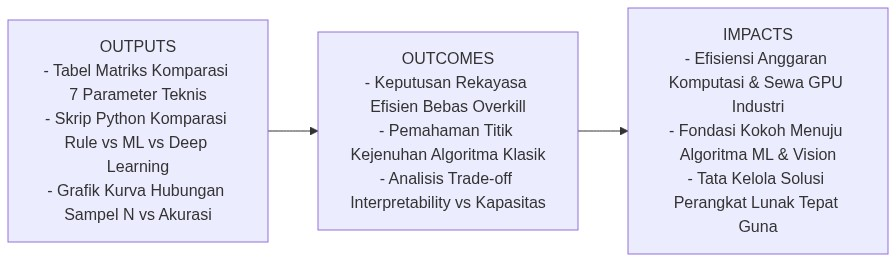 OUTPUTS
- Tabel Matriks Komparasi
7 Parameter Teknis
- Skrip Python Komparasi
Rule vs ML vs Deep
Learning
- Grafik Kurva Hubungan
Sampel N vs Akurasi
OUTCOMES
- Keputusan Rekayasa
Efisien Bebas Overkill
- Pemahaman Titik
Kejenuhan Algoritma Klasik
- Analisis Trade-off
Interpretability vs Kapasitas
IMPACTS
- Efisiensi Anggaran
Komputasi & Sewa GPU
Industri
- Fondasi Kokoh Menuju
Algoritma ML & Vision
- Tata Kelola Solusi
Perangkat Lunak Tepat
Guna